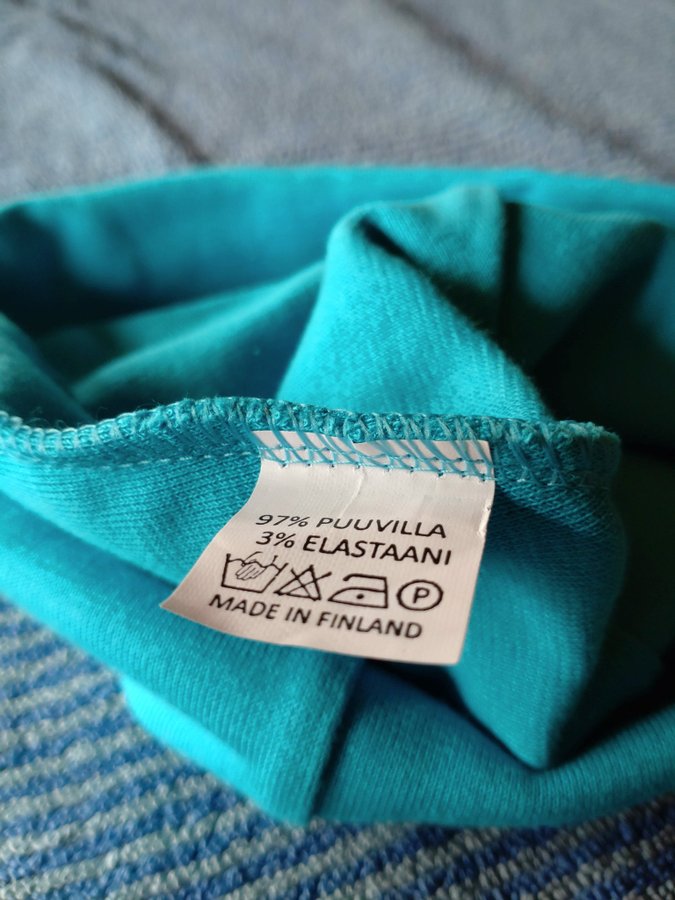 97% PUUVILLA
3% ELASTAANI
P
MADE IN FINLAND